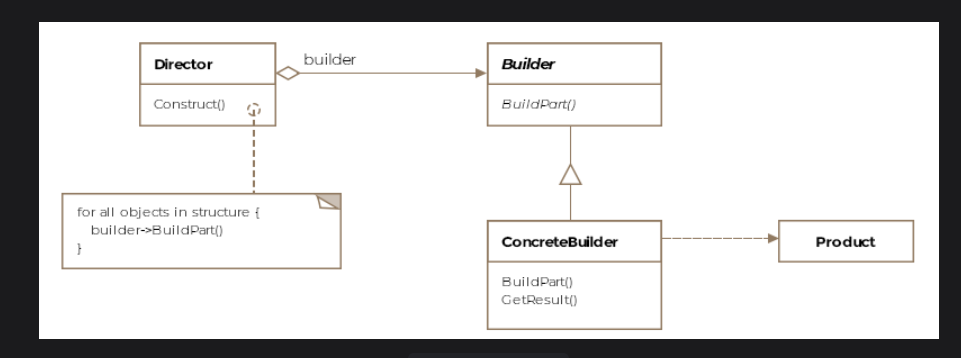 Director
builder
Builder
Construct()
BuildPart()
for all objects in structure {
builder->BuildPart()
}
ConcreteBuilder
Product
BuildPart()
GetResult()